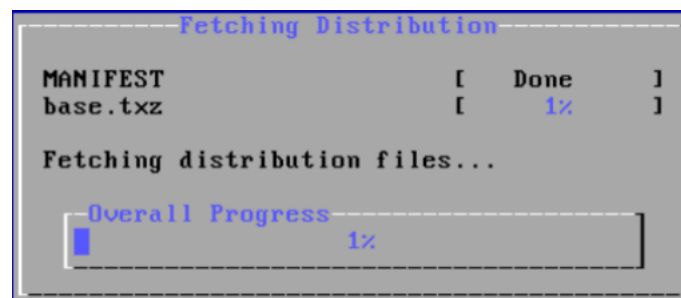 Fetching Distribution
MANIFEST [ Done ]
base.txz [ 1% ]
Fetching distribution files...
Overall Progress
1%